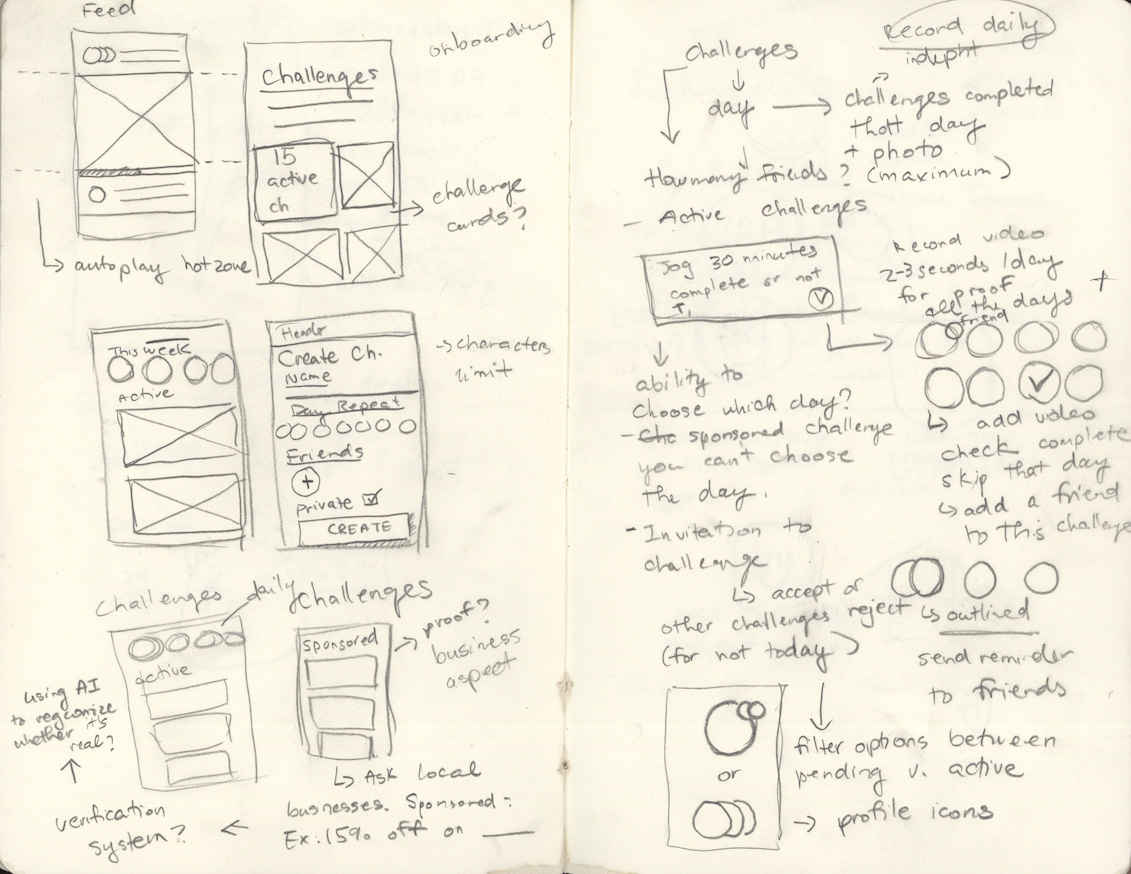 Feed
onboarding
challenges
15
active
ch
challenge
cards?
autoplay hotzone
This week
Active
Header
Create Ch.
Name
Day Repeat
Friends
+
private
CREATE
characters
limit
Challenges daily
active
using AI
to regconize
whether it's
real?
verification
system?
challenges
sponsored
proof?
business
aspect
Ask local
businesses. Sponsored:
Ex: 15% off on
Record daily
indepht
challenges
day
challenges completed
thatt day
+ photo
(maximum)
How many friends?
- Active challenges
Jog 30 minutes
complete or not
Record video
2-3 seconds / day
for proof
all the days
+
friend
ability to
choose which day?
- sponsored challenge
you can't choose
the day.
- Invitation to
challenge
accept or
reject
add video
check complete
skip that day
add a friend
to this challenge
outlined
send reminder
to friends
other challenges
(for not today)
filter options between
pending v. active
or
profile icons